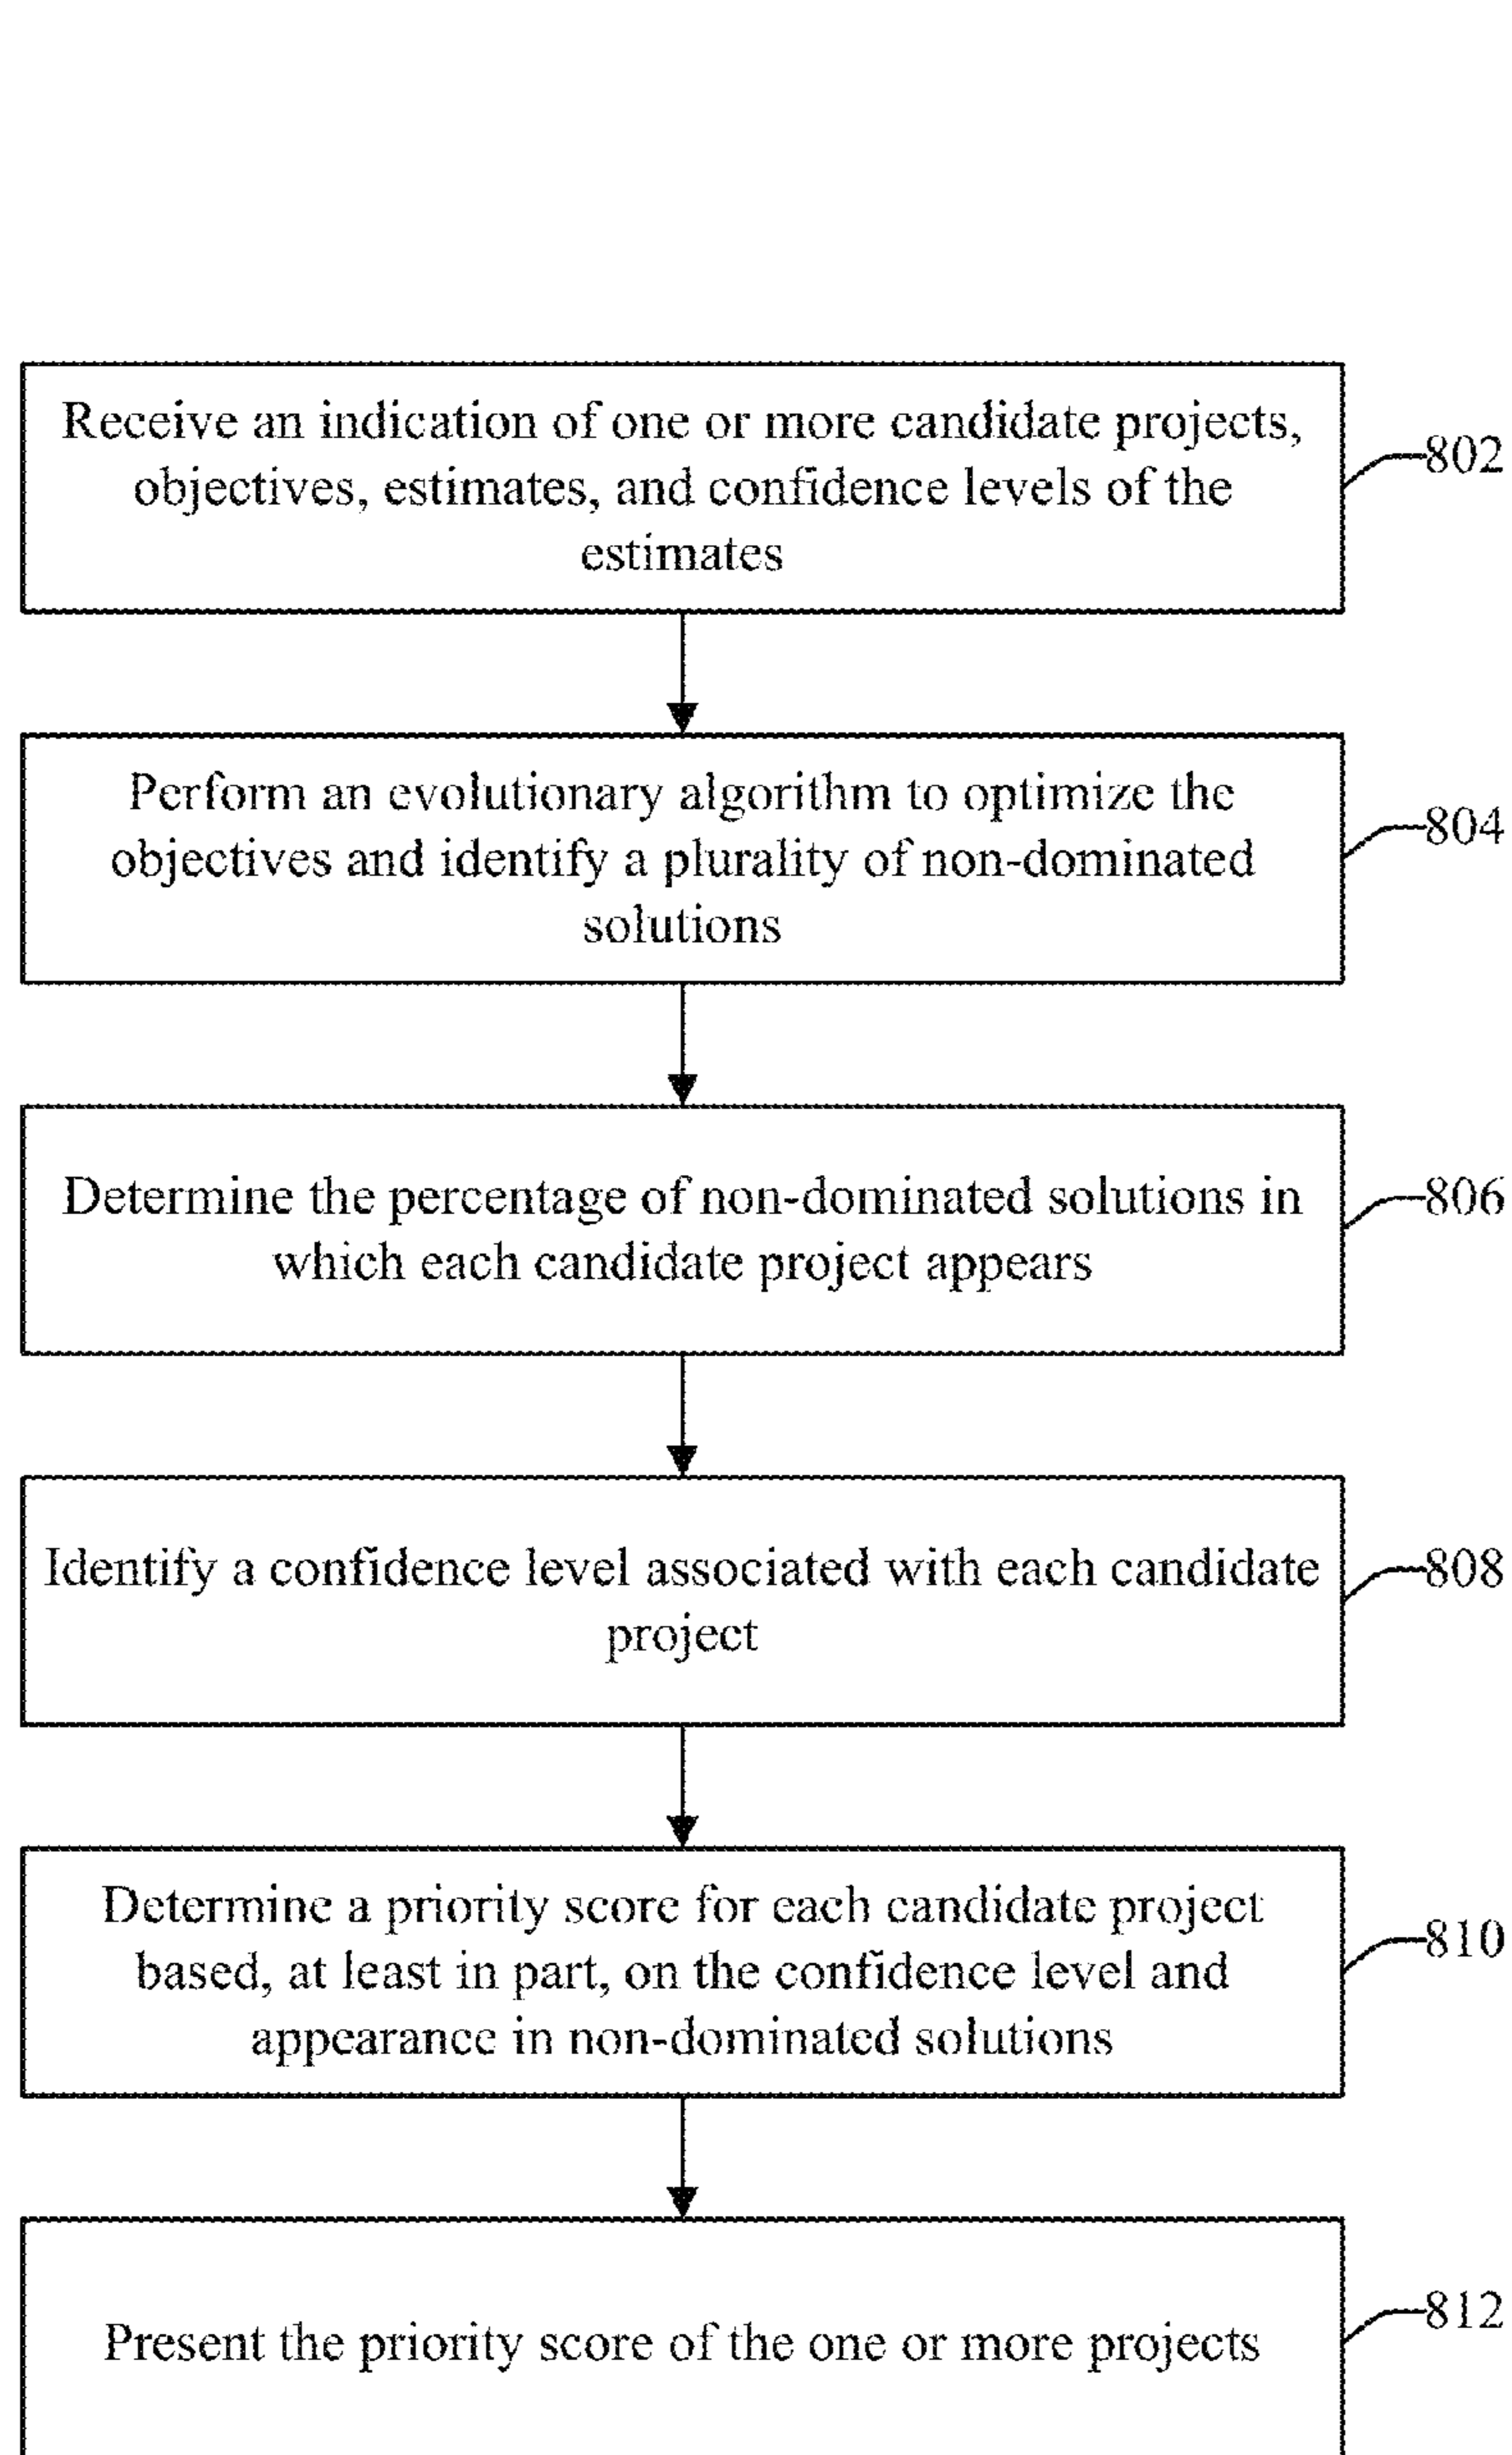 Receive an indication of one or more candidate projects,
objectives, estimates, and confidence levels of the
estimates
802
Perform an evolutionary algorithm to optimize the
objectives and identify a plurality of non-dominated
solutions
804
Determine the percentage of non-dominated solutions in
which each candidate project appears
806
Identify a confidence level associated with each candidate
project
808
Determine a priority score for each candidate project
based, at least in part, on the confidence level and
appearance in non-dominated solutions
810
Present the priority score of the one or more projects
812